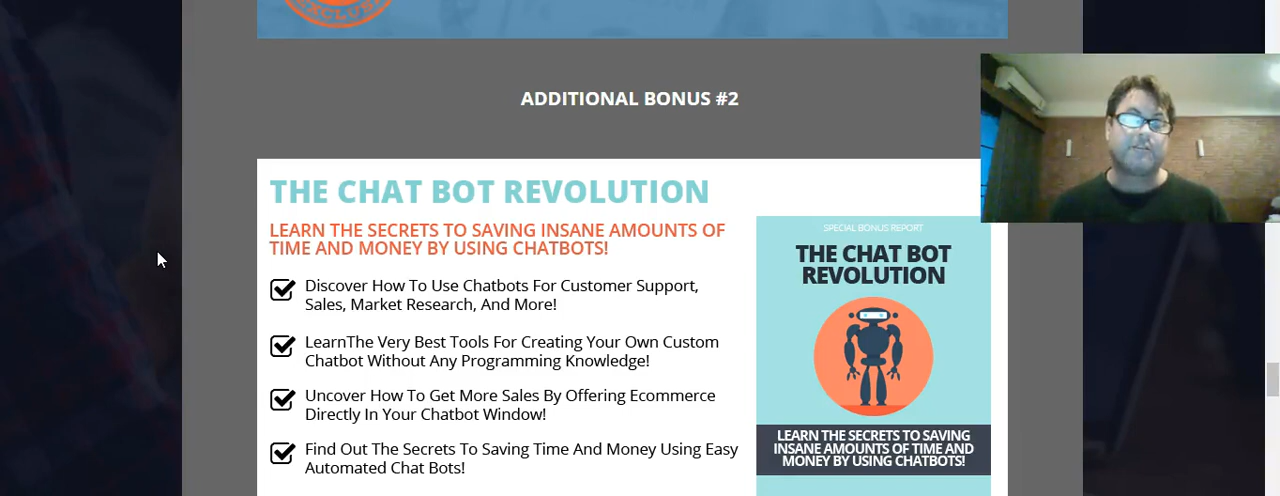 EXCLUSI
ADDITIONAL BONUS #2
THE CHAT BOT REVOLUTION
LEARN THE SECRETS TO SAVING INSANE AMOUNTS OF
TIME AND MONEY BY USING CHATBOTS!
Discover How To Use Chatbots For Customer Support,
Sales, Market Research, And More!
LearnThe Very Best Tools For Creating Your Own Custom
Chatbot Without Any Programming Knowledge!
Uncover How To Get More Sales By Offering Ecommerce
Directly In Your Chatbot Window!
Find Out The Secrets To Saving Time And Money Using Easy
Automated Chat Bots!
SPECIAL BONUS REPORT
THE CHAT BOT
REVOLUTION
LEARN THE SECRETS TO SAVING
INSANE AMOUNTS OF TIME AND
MONEY BY USING CHATBOTS!